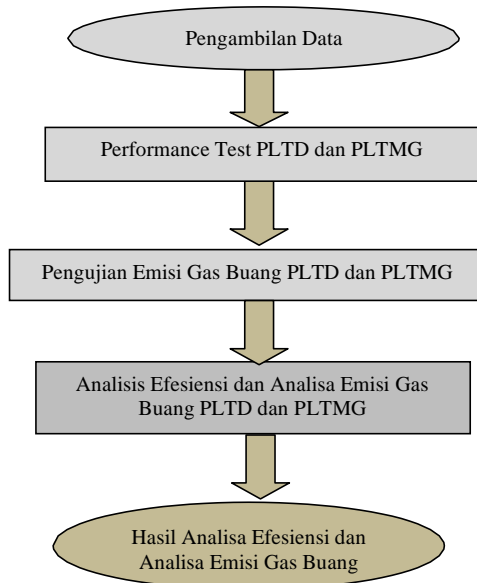 Pengambilan Data
Performance Test PLTD dan PLTMG
Pengujian Emisi Gas Buang PLTD dan PLTMG
Analisis Efesiensi dan Analisa Emisi Gas
Buang PLTD dan PLTMG
Hasil Analisa Efesiensi dan
Analisa Emisi Gas Buang